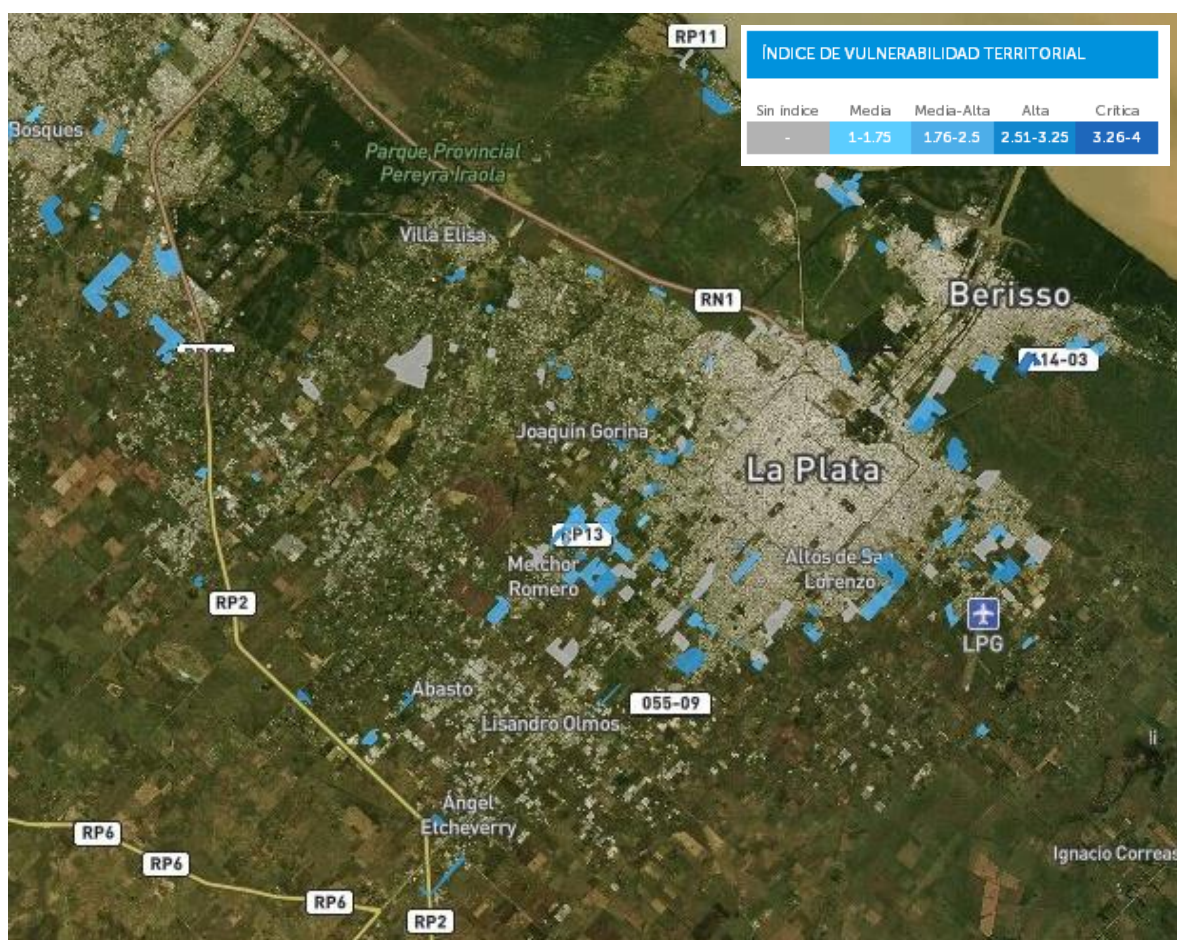 RP11
ÍNDICE DE VULNERABILIDAD TERRITORIAL
Sin índice Media Media-Alta Alta Crítica
- 1-1.75 1.76-2.5 2.51-3.25 3.26-4
Bosques
Parque Provincial
Pereyra Iraola
Villa Elisa
RN1
Berisso
114-03
Joaquín Gorina
La Plata
RP13
Melchor
Romero
Altos de San
Lorenzo
RP2
LPG
Abasto
055-09
Lisandro Olmos
Ángel
Etcheverry
RP6
RP6
Ignacio Correas
RP6
RP2